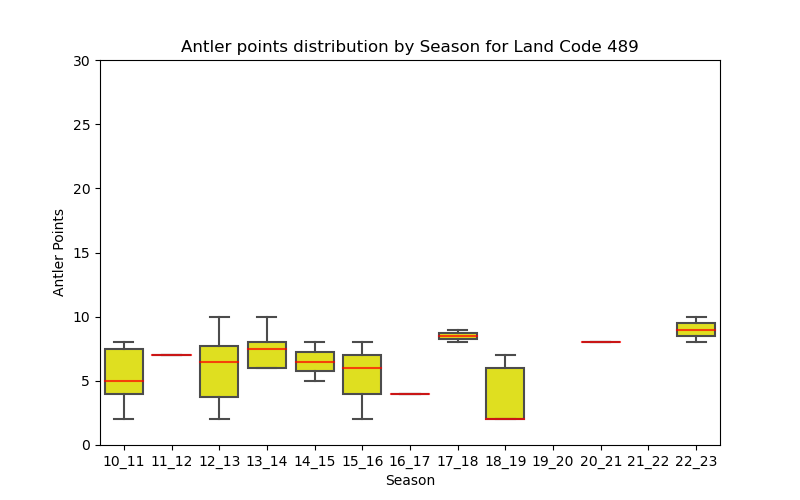 Antler points distribution by Season for Land Code 489
30
25
20
15
10
5
0
Antler Points
10_11 11_12 12_13 13_14 14_15 15_16 16_17 17_18 18_19 19_20 20_21 21_22 22_23
Season